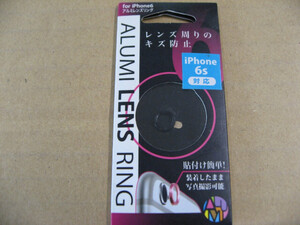 for iPhone6
アルミレンズリング
ALUMI LENS RING
レンズ周りの
キズ防止
iPhone
6s
対応
貼付け簡単!
装着したまま
写真撮影可能